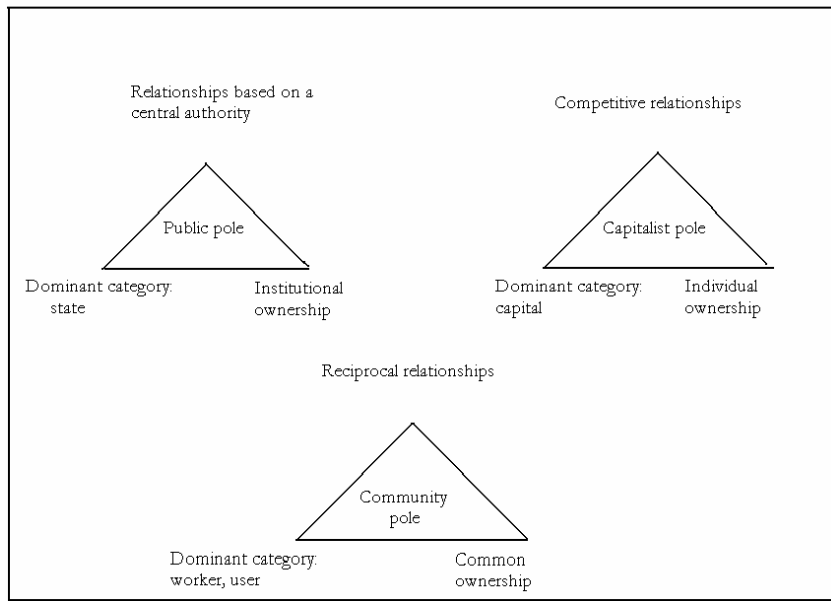 Relationships based on a
central authority
Competitive relationships
Public pole
Capitalist pole
Dominant category:
state
Institutional
ownership
Dominant category:
capital
Individual
ownership
Reciprocal relationships
Community
pole
Dominant category:
worker, user
Common
ownership